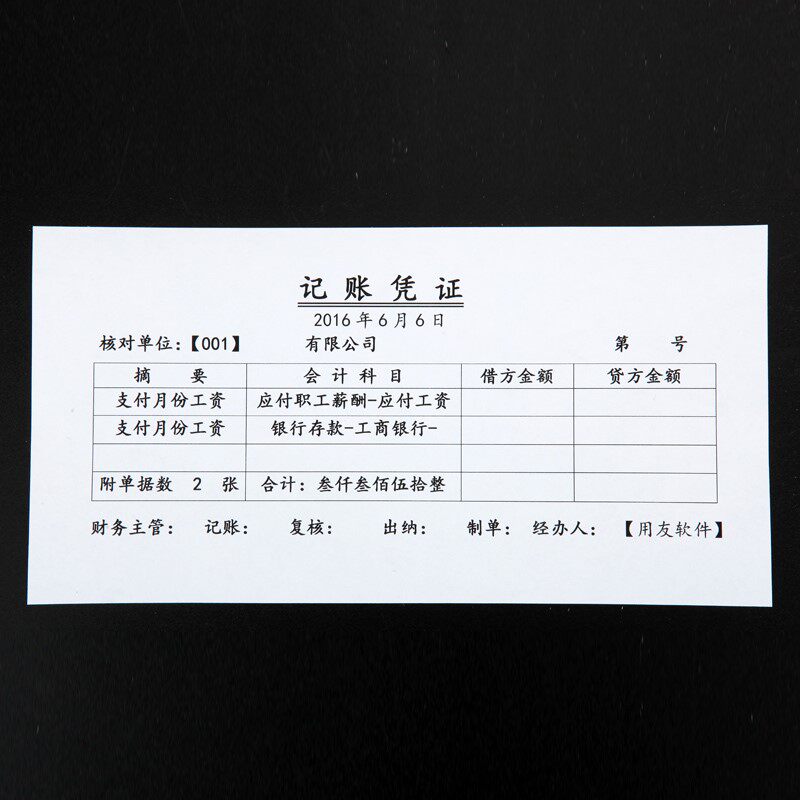 记账凭证
2016年6月6日
核对单位:【001】 有限公司 第 号
摘 要 会计科目 借方金额 贷方金额
支付月份工资 应付职工薪酬-应付工资
支付月份工资 银行存款-工商银行-
附单据数 2 张 合计: 叁仟叁佰伍拾整
财务主管: 记账: 复核: 出纳: 制单: 经办人: 【用友软件】